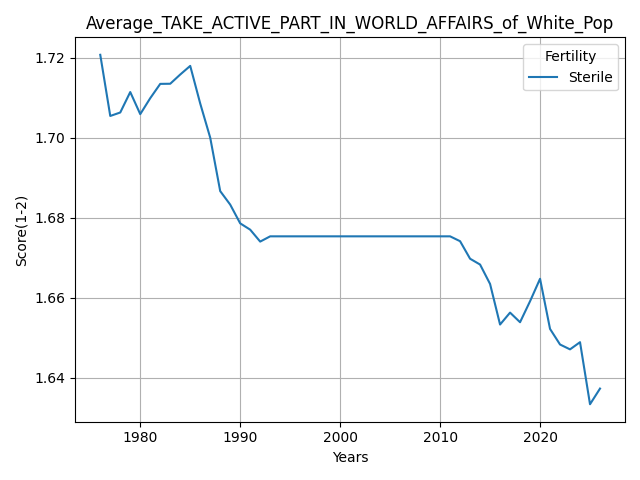 Average_TAKE_ACTIVE_PART_IN_WORLD_AFFAIRS_of_White_Pop
Fertility
Sterile
1.72
1.70
1.68
1.66
1.64
Score(1-2)
1980 1990 2000 2010 2020
Years